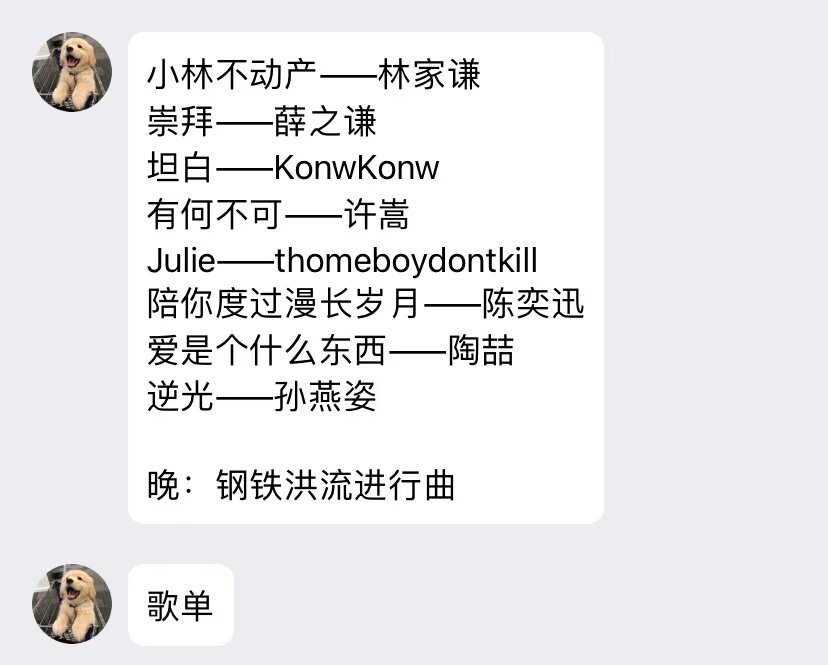 小林不动产——林家谦
崇拜——薛之谦
坦白——KonwKonw
有何不可——许嵩
Julie——thomeboydontkill
陪你度过漫长岁月——陈奕迅
爱是个什么东西——陶喆
逆光——孙燕姿
晚：钢铁洪流进行曲
歌单